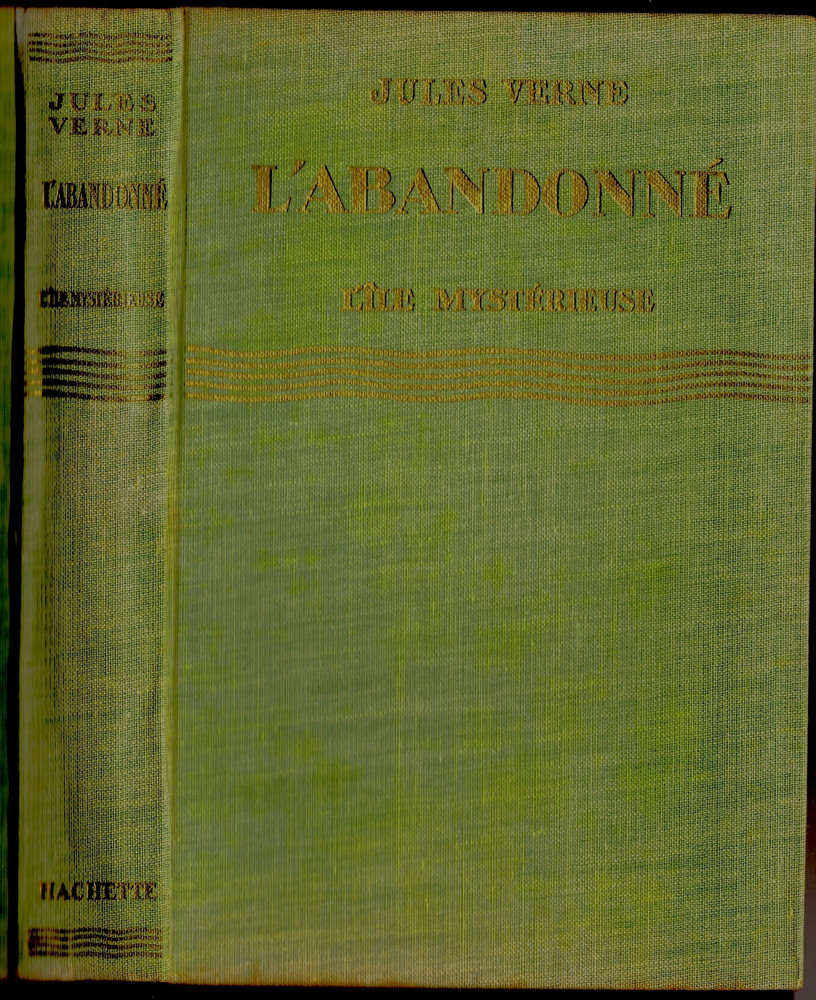 JULES
VERNE
L'ABANDONNÉ
L'ÎLE MYSTÉRIEUSE
HACHETTE
JULES VERNE
L'ABANDONNÉ
L'ÎLE MYSTÉRIEUSE